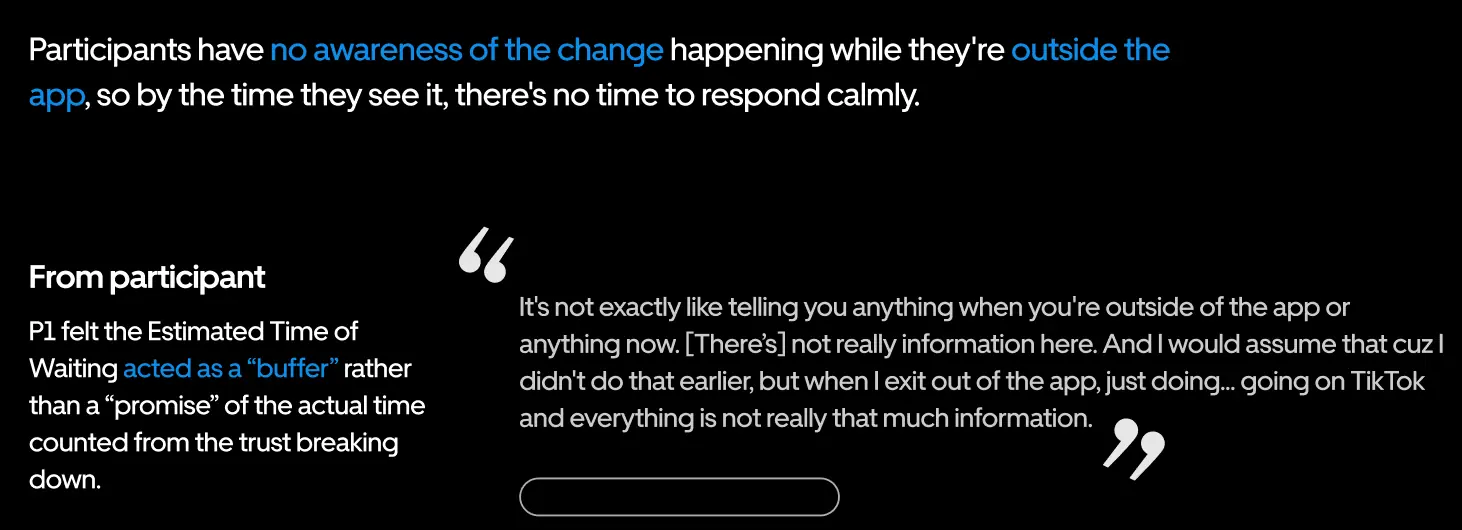 Participants have no awareness of the change happening while they're outside the
app, so by the time they see it, there's no time to respond calmly.
From participant
P1 felt the Estimated Time of
Waiting acted as a “buffer” rather
than a “promise” of the actual time
counted from the trust breaking
down.
“
It's not exactly like telling you anything when you're outside of the app or
anything now. [There’s] not really information here. And I would assume that cuz I
didn't do that earlier, but when I exit out of the app, just doing... going on TikTok
and everything is not really that much information.
”